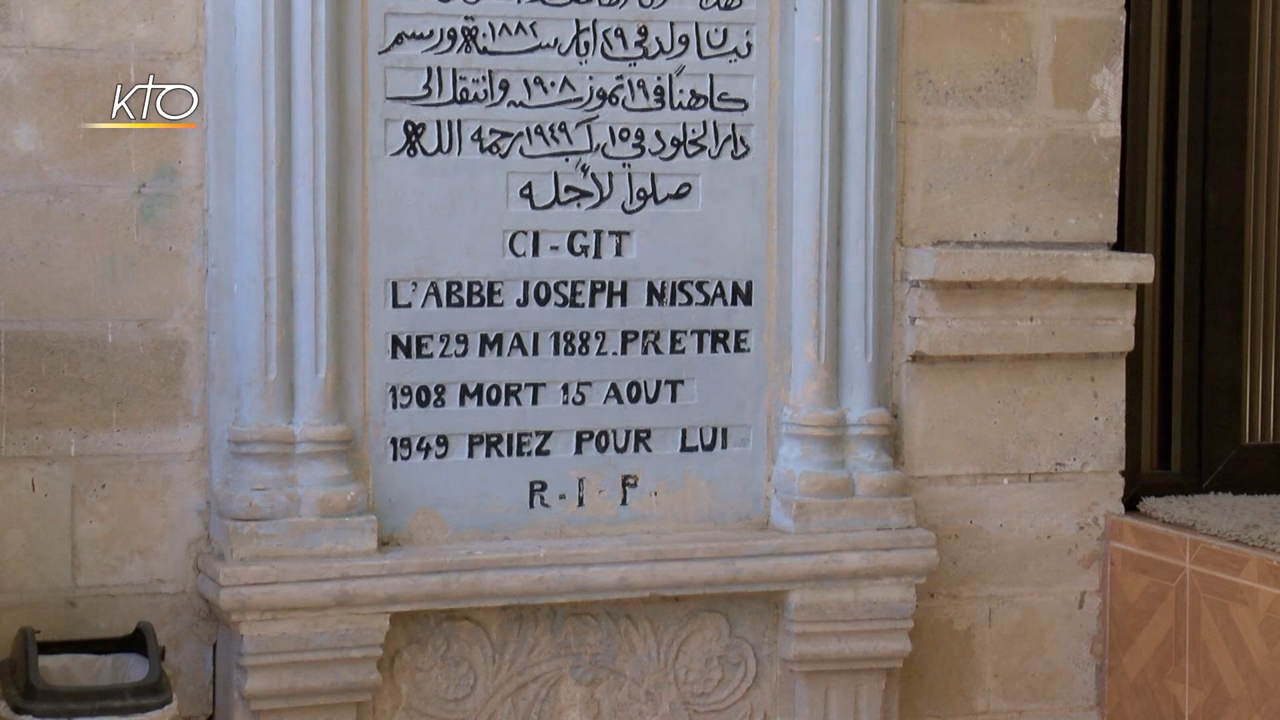 KTO
نيسان ولد في ٢٩ ايار سنة ١٨٨٢ ورسم
كاهنًا في ١٩ تموز سنة ١٩٠٨ وانتقل الى
دار الخلود في ١٥ آب ١٩٤٩ رحمه الله
صلوا لأجله
CI-GIT
L'ABBE JOSEPH NISSAN
NE 29 MAI 1882. PRETRE
1908 MORT 15 AOUT
1949 PRIEZ POUR LUI
R. I. P.